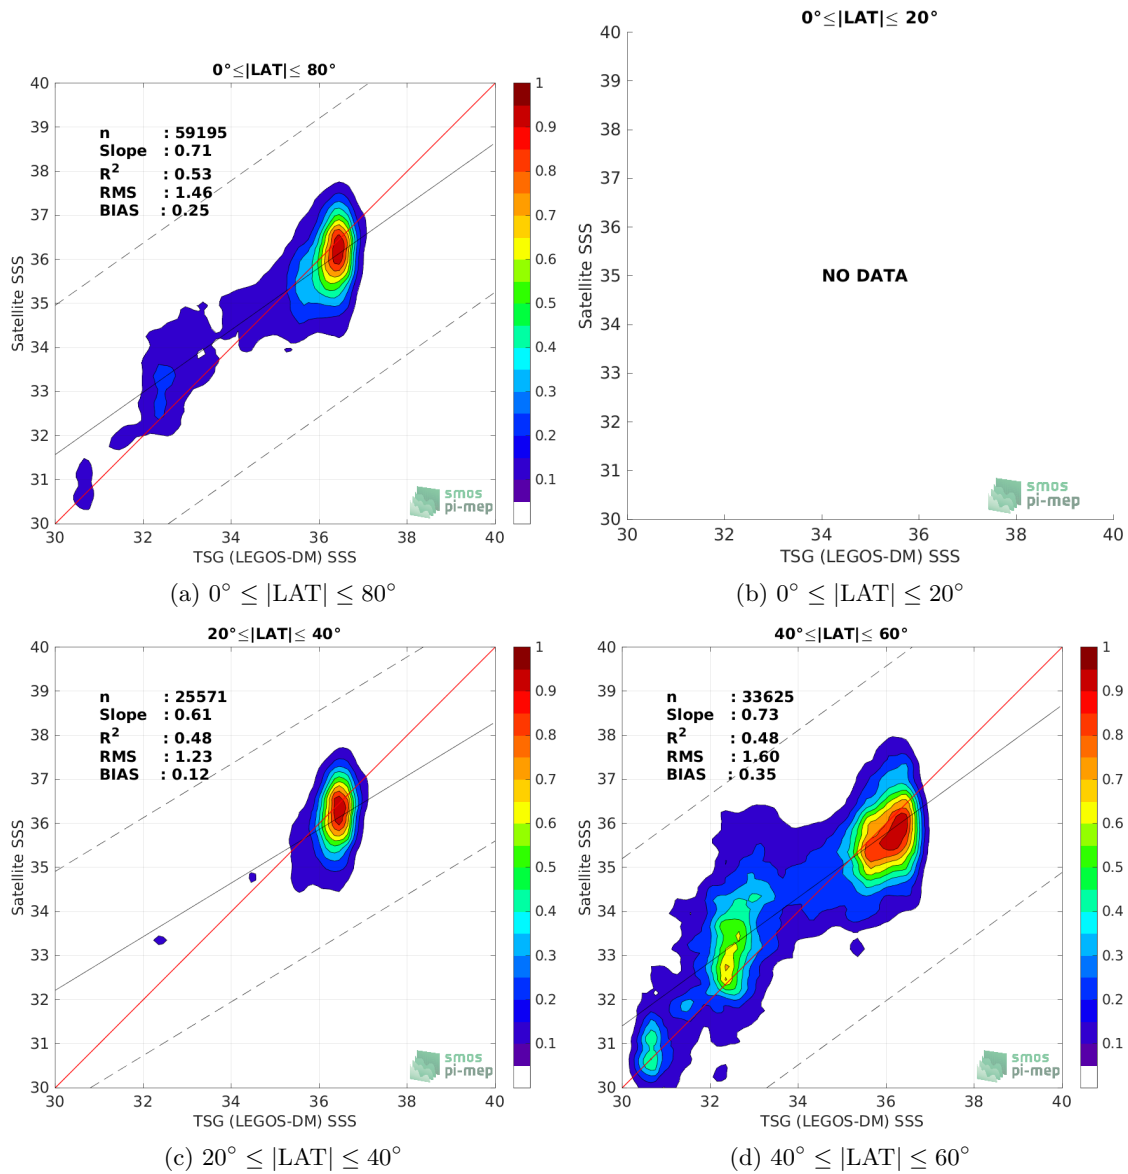 0°≤|LAT|≤ 80°
40
39
38
37
36
35
34
33
32
31
30
Satellite SSS
n : 59195
Slope : 0.71
R² : 0.53
RMS : 1.46
BIAS : 0.25
1
0.9
0.8
0.7
0.6
0.5
0.4
0.3
0.2
0.1
smos
pi-mep
30 32 34 36 38 40
TSG (LEGOS-DM) SSS
(a) 0° ≤ |LAT| ≤ 80°
0°≤|LAT|≤ 20°
40
39
38
37
36
35
34
33
32
31
30
Satellite SSS
NO DATA
smos
pi-mep
30 32 34 36 38 40
TSG (LEGOS-DM) SSS
(b) 0° ≤ |LAT| ≤ 20°
20°≤|LAT|≤ 40°
40
39
38
37
36
35
34
33
32
31
30
Satellite SSS
n : 25571
Slope : 0.61
R² : 0.48
RMS : 1.23
BIAS : 0.12
1
0.9
0.8
0.7
0.6
0.5
0.4
0.3
0.2
0.1
smos
pi-mep
30 32 34 36 38 40
TSG (LEGOS-DM) SSS
(c) 20° ≤ |LAT| ≤ 40°
40°≤|LAT|≤ 60°
40
39
38
37
36
35
34
33
32
31
30
Satellite SSS
n : 33625
Slope : 0.73
R² : 0.48
RMS : 1.60
BIAS : 0.35
1
0.9
0.8
0.7
0.6
0.5
0.4
0.3
0.2
0.1
smos
pi-mep
30 32 34 36 38 40
TSG (LEGOS-DM) SSS
(d) 40° ≤ |LAT| ≤ 60°